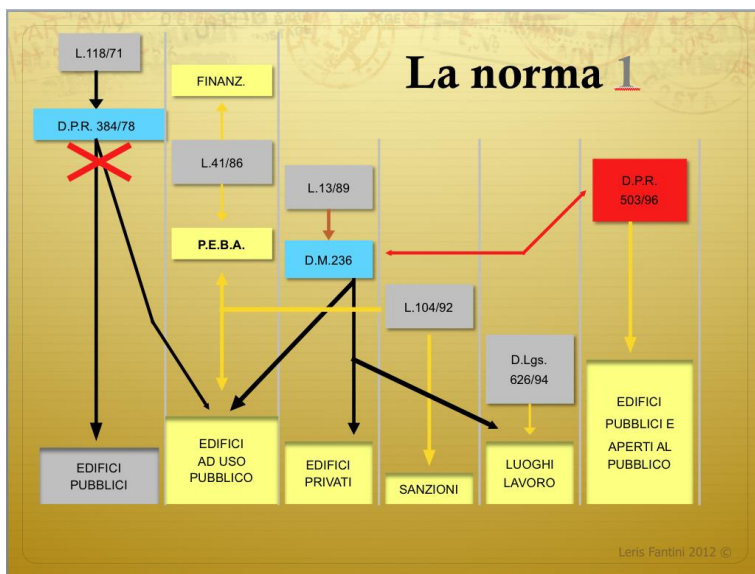 La norma 1
L.118/71
FINANZ.
D.P.R. 384/78
L.41/86
L.13/89
D.P.R.
503/96
P.E.B.A.
D.M.236
L.104/92
D.Lgs.
626/94
EDIFICI
PUBBLICI
EDIFICI
AD USO
PUBBLICO
EDIFICI
PRIVATI
SANZIONI
LUOGHI
LAVORO
EDIFICI
PUBBLICI E
APERTI AL
PUBBLICO
Leris Fantini 2012 ©